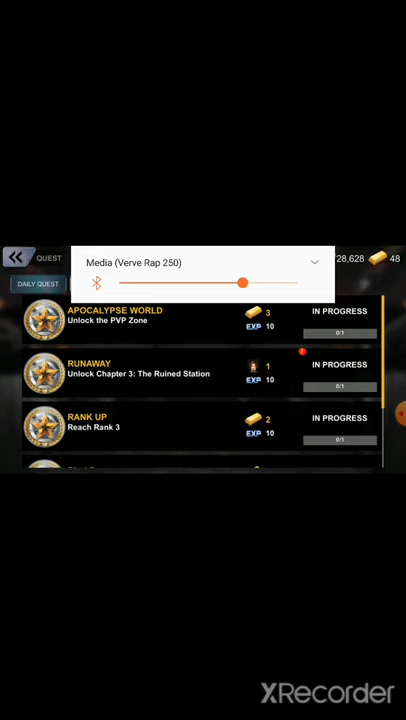 Media (Verve Rap 250)
QUEST
728,628
48
DAILY QUEST
APOCALYPSE WORLD
Unlock the PVP Zone
3
EXP 10
IN PROGRESS
0/1
RUNAWAY
Unlock Chapter 3: The Ruined Station
1
EXP 10
IN PROGRESS
0/1
RANK UP
Reach Rank 3
2
EXP 10
IN PROGRESS
0/1
XRecorder